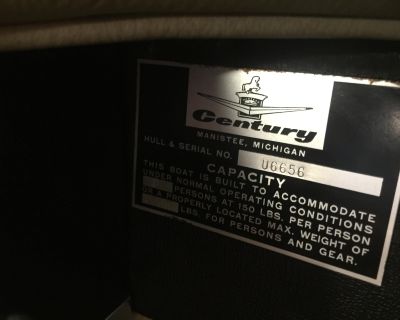 Century
MANISTEE, MICHIGAN
HULL & SERIAL NO. U6656
CAPACITY
THIS BOAT IS BUILT TO ACCOMMODATE
UNDER NORMAL OPERATING CONDITIONS
PERSONS AT 150 LBS. PER PERSON
OR A PROPERLY LOCATED MAX. WEIGHT OF
LBS. FOR PERSONS AND GEAR.